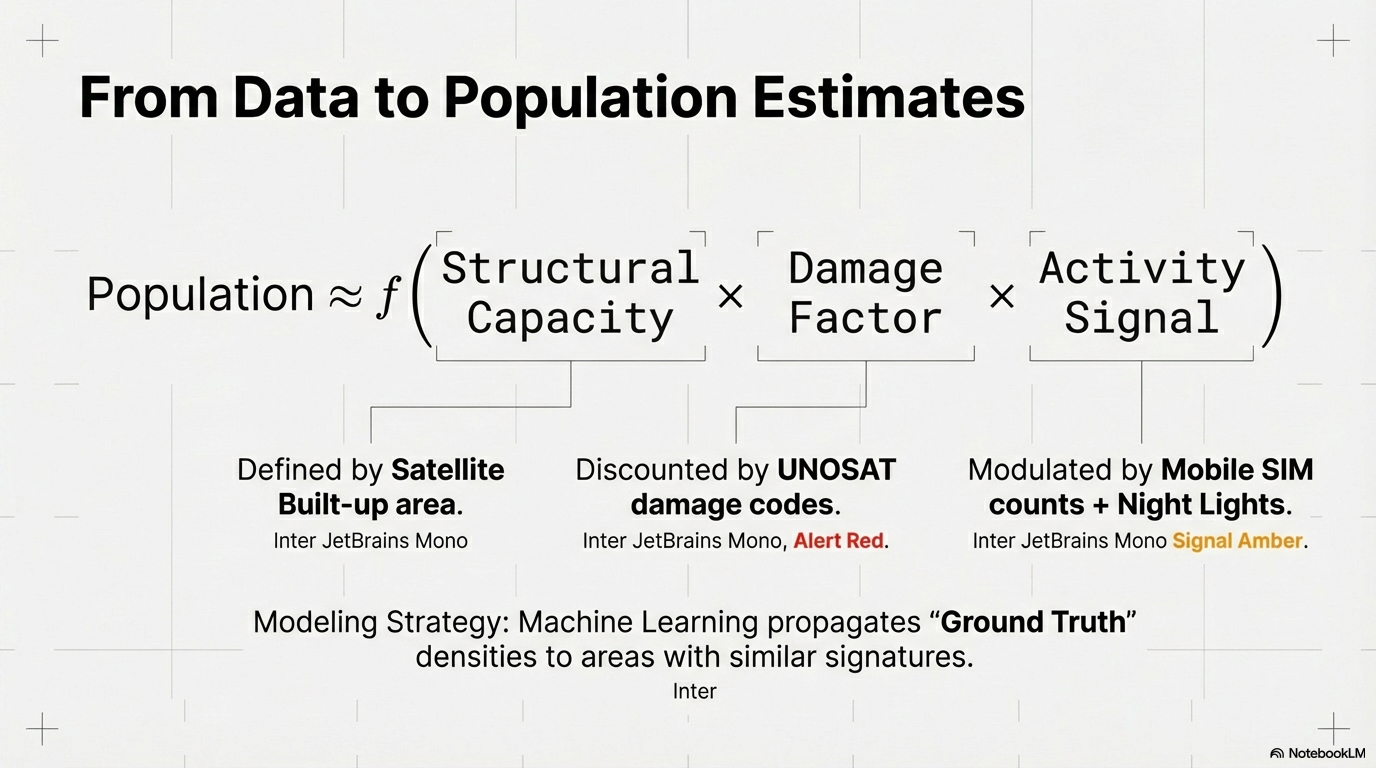 From Data to Population Estimates
Population ≈ f ( Structural Capacity × Damage Factor × Activity Signal )
Defined by Satellite
Built-up area.
Inter JetBrains Mono
Discounted by UNOSAT
damage codes.
Inter JetBrains Mono, Alert Red.
Modulated by Mobile SIM
counts + Night Lights.
Inter JetBrains Mono Signal Amber.
Modeling Strategy: Machine Learning propagates “Ground Truth”
densities to areas with similar signatures.
Inter
NotebookLM